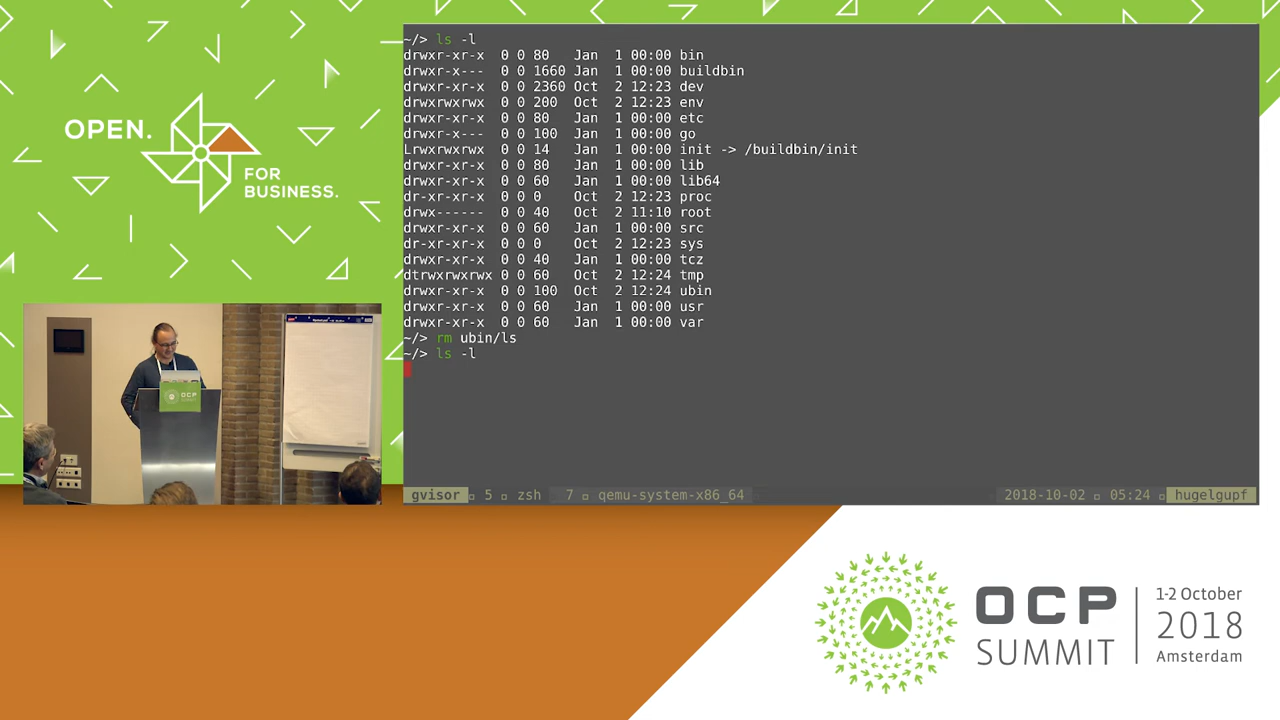 OPEN.
FOR
BUSINESS.
~/> ls -l
drwxr-xr-x 0 0 80 Jan 1 00:00 bin
drwxr-x--- 0 0 1660 Jan 1 00:00 buildbin
drwxr-xr-x 0 0 2360 Oct 2 12:23 dev
drwxrwxrwx 0 0 200 Oct 2 12:23 env
drwxr-xr-x 0 0 80 Jan 1 00:00 etc
drwxr-x--- 0 0 100 Jan 1 00:00 go
Lrwxrwxrwx 0 0 14 Jan 1 00:00 init -> /buildbin/init
drwxr-xr-x 0 0 80 Jan 1 00:00 lib
drwxr-xr-x 0 0 60 Jan 1 00:00 lib64
dr-xr-xr-x 0 0 0 Oct 2 12:23 proc
drwx------ 0 0 40 Oct 2 11:10 root
drwxr-xr-x 0 0 60 Jan 1 00:00 src
dr-xr-xr-x 0 0 0 Oct 2 12:23 sys
drwxr-xr-x 0 0 40 Jan 1 00:00 tcz
dtrwxrwxrwx 0 0 60 Oct 2 12:24 tmp
drwxr-xr-x 0 0 100 Oct 2 12:24 ubin
drwxr-xr-x 0 0 60 Jan 1 00:00 usr
drwxr-xr-x 0 0 60 Jan 1 00:00 var
~/> rm ubin/ls
~/> ls -l
gvisor 5 zsh 7 qemu-system-x86_64 2018-10-02 05:24 hugelgupf
OCP
SUMMIT
OCP
SUMMIT
1-2 October
2018
Amsterdam